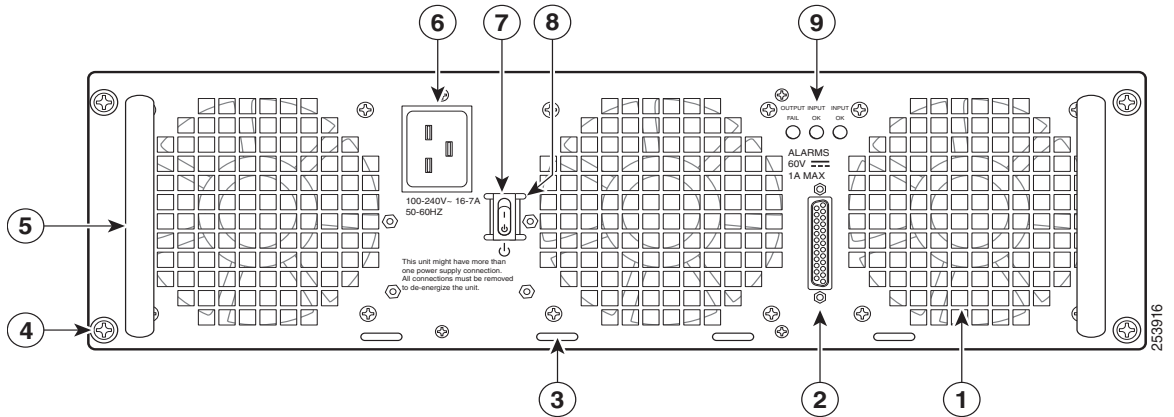 6 7 8 9
OUTPUT INPUT INPUT
FAIL OK OK
ALARMS
60V
1A MAX
100-240V~ 16-7A
50-60HZ
5
This unit might have more than
one power supply connection.
All connections must be removed
to de-energize the unit.
4
3 2 1
253916